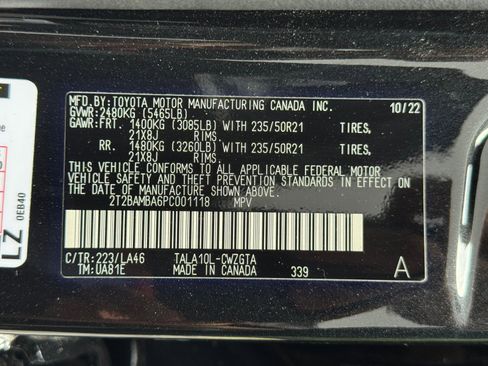 MFD.BY:TOYOTA MOTOR MANUFACTURING CANADA INC. 10/22
GVWR:2480KG (5465LB)
GAWR:FRT. 1400KG (3085LB) WITH 235/50R21 TIRES,
21X8J RIMS.
RR. 1480KG (3260LB) WITH 235/50R21 TIRES,
21X8J RIMS.
THIS VEHICLE CONFORMS TO ALL APPLICABLE FEDERAL MOTOR
VEHICLE SAFETY AND THEFT PREVENTION STANDARDS IN EFFECT ON
THE DATE OF MANUFACTURE SHOWN ABOVE.
2T2BAMBA6PC001118 MPV
C/TR:223/LA46 TALA10L-CWZGTA A
TM:UA81E MADE IN CANADA 339
LZ 0EB40